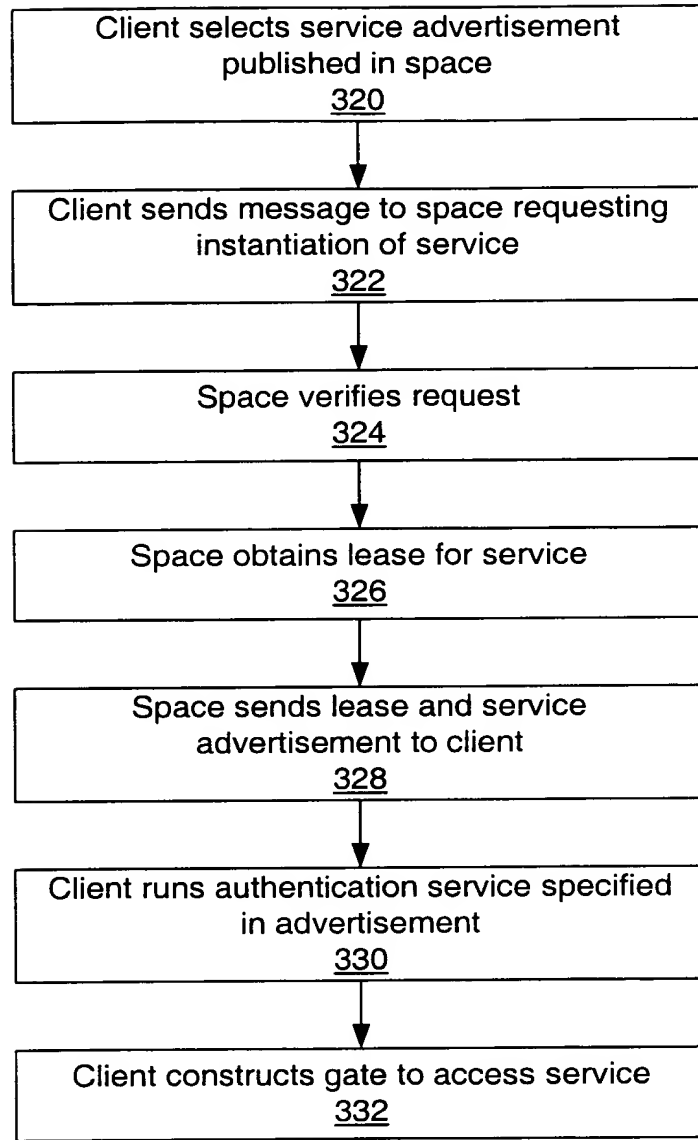 Client selects service advertisement
published in space
320
Client sends message to space requesting
instantiation of service
322
Space verifies request
324
Space obtains lease for service
326
Space sends lease and service
advertisement to client
328
Client runs authentication service specified
in advertisement
330
Client constructs gate to access service
332